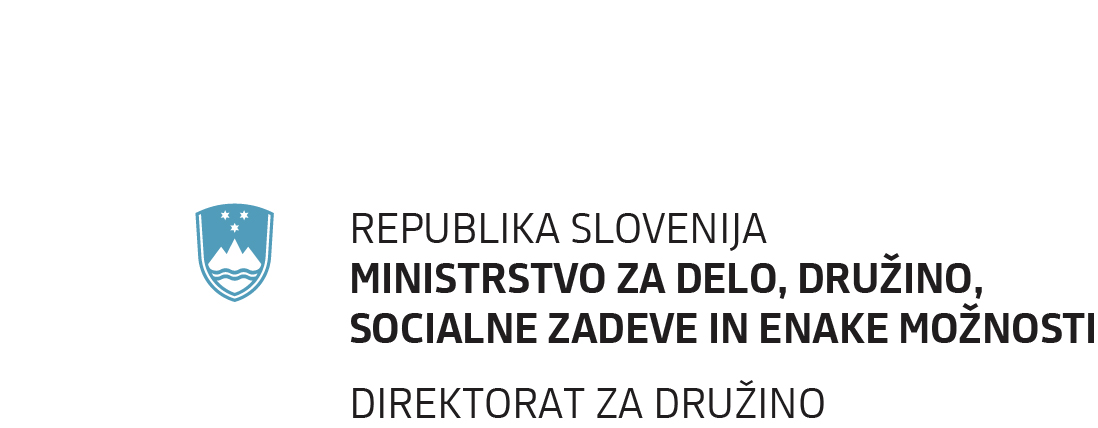 REPUBLIKA SLOVENIJA
MINISTRSTVO ZA DELO, DRUŽINO,
SOCIALNE ZADEVE IN ENAKE MOŽNOSTI
DIREKTORAT ZA DRUŽINO